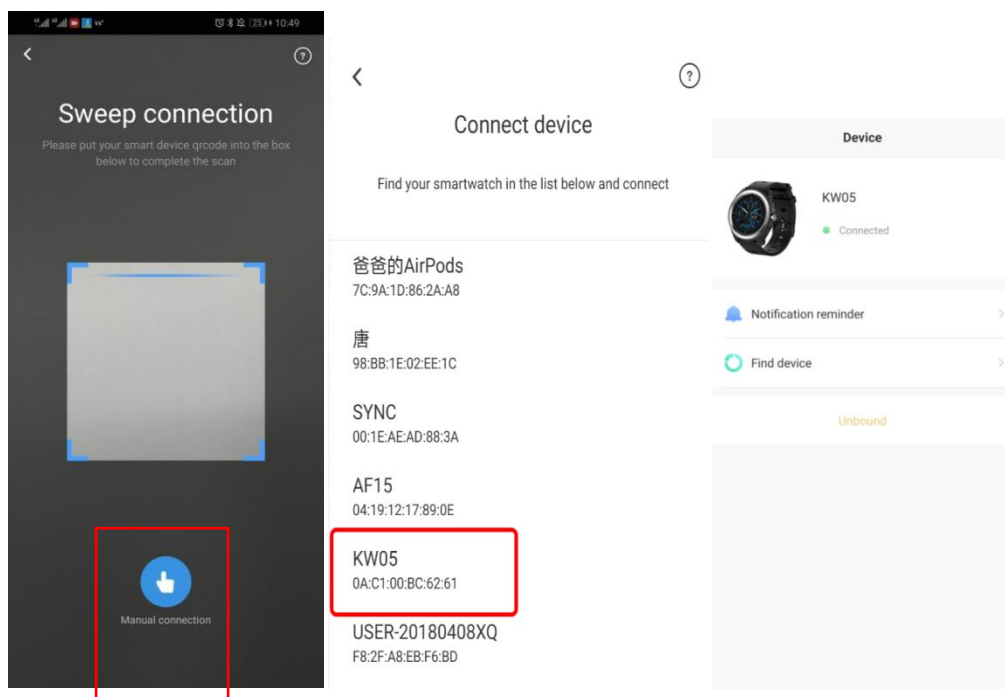 10:49
Sweep connection
Please put your smart device qrcode into the box
below to complete the scan
Manual connection
Connect device
Find your smartwatch in the list below and connect
爸爸的AirPods
7C:9A:1D:86:2A:A8
唐
98:BB:1E:02:EE:1C
SYNC
00:1E:AE:AD:88:3A
AF15
04:19:12:17:89:0E
KW05
0A:C1:00:BC:62:61
USER-20180408XQ
F8:2F:A8:EB:F6:BD
Device
KW05
Connected
Notification reminder
Find device
Unbound